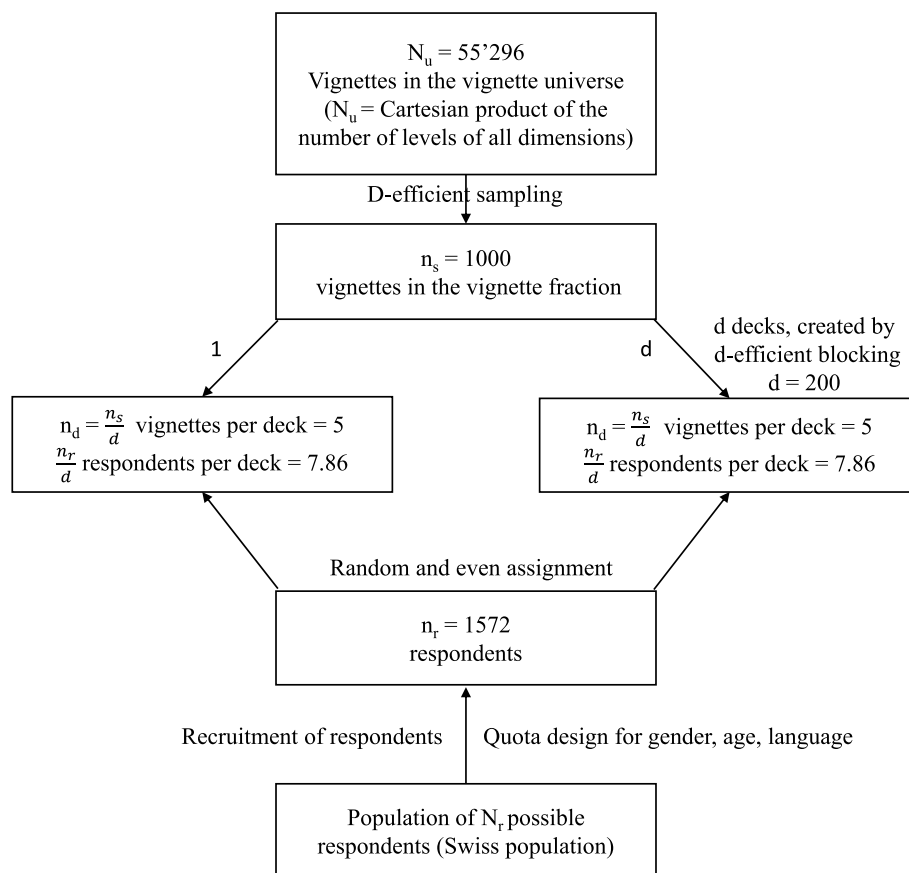 N_u = 55'296
Vignettes in the vignette universe
(N_u = Cartesian product of the
number of levels of all dimensions)
D-efficient sampling
n_s = 1000
vignettes in the vignette fraction
1
d
d decks, created by
d-efficient blocking
d = 200
n_d = n_s/d vignettes per deck = 5
n_r/d respondents per deck = 7.86
n_d = n_s/d vignettes per deck = 5
n_r/d respondents per deck = 7.86
Random and even assignment
n_r = 1572
respondents
Recruitment of respondents
Quota design for gender, age, language
Population of N_r possible
respondents (Swiss population)